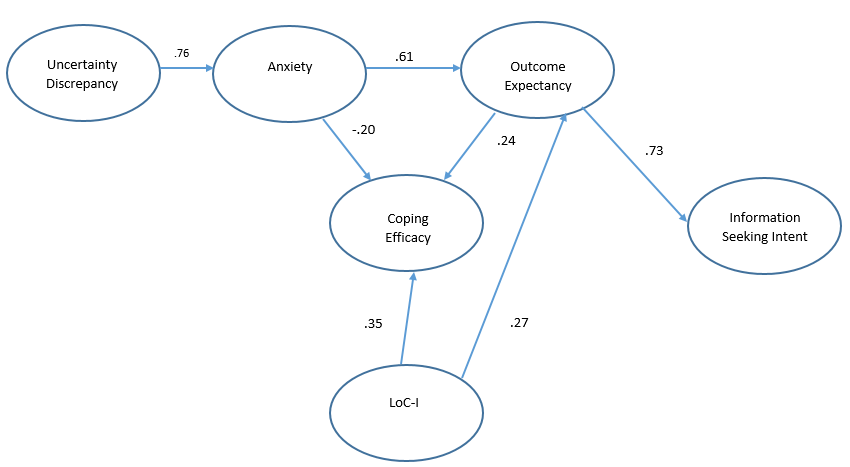 Uncertainty
Discrepancy
.76
Anxiety
.61
Outcome
Expectancy
-.20
.24
.73
Coping
Efficacy
Information
Seeking Intent
.35
.27
LoC-I